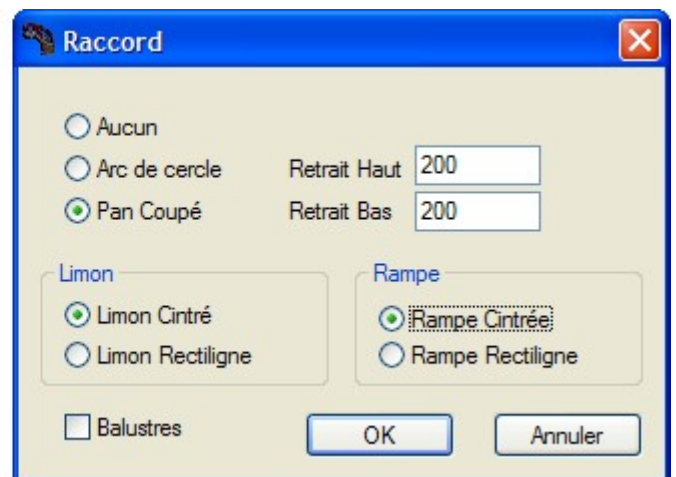 Raccord
Aucun
Arc de cercle Retrait Haut 200
Pan Coupé Retrait Bas 200
Limon Rampe
Limon Cintré Rampe Cintrée
Limon Rectiligne Rampe Rectiligne
Balustres OK Annuler